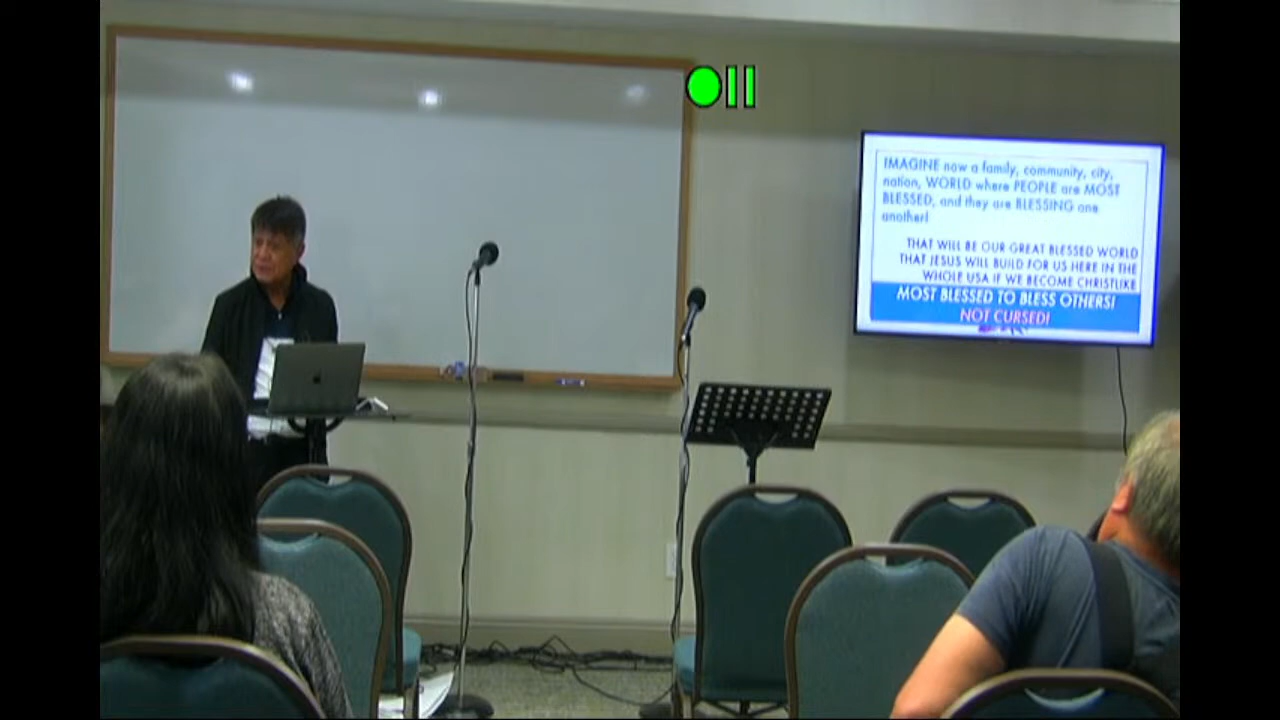 IMAGINE now a family, community, city,
nation, WORLD where PEOPLE are MOST
BLESSED, and they are BLESSING one
another!
THAT WILL BE OUR GREAT BLESSED WORLD
THAT JESUS WILL BUILD FOR US HERE IN THE
WHOLE USA IF WE BECOME CHRISTLIKE
MOST BLESSED TO BLESS OTHERS!
NOT CURSED!